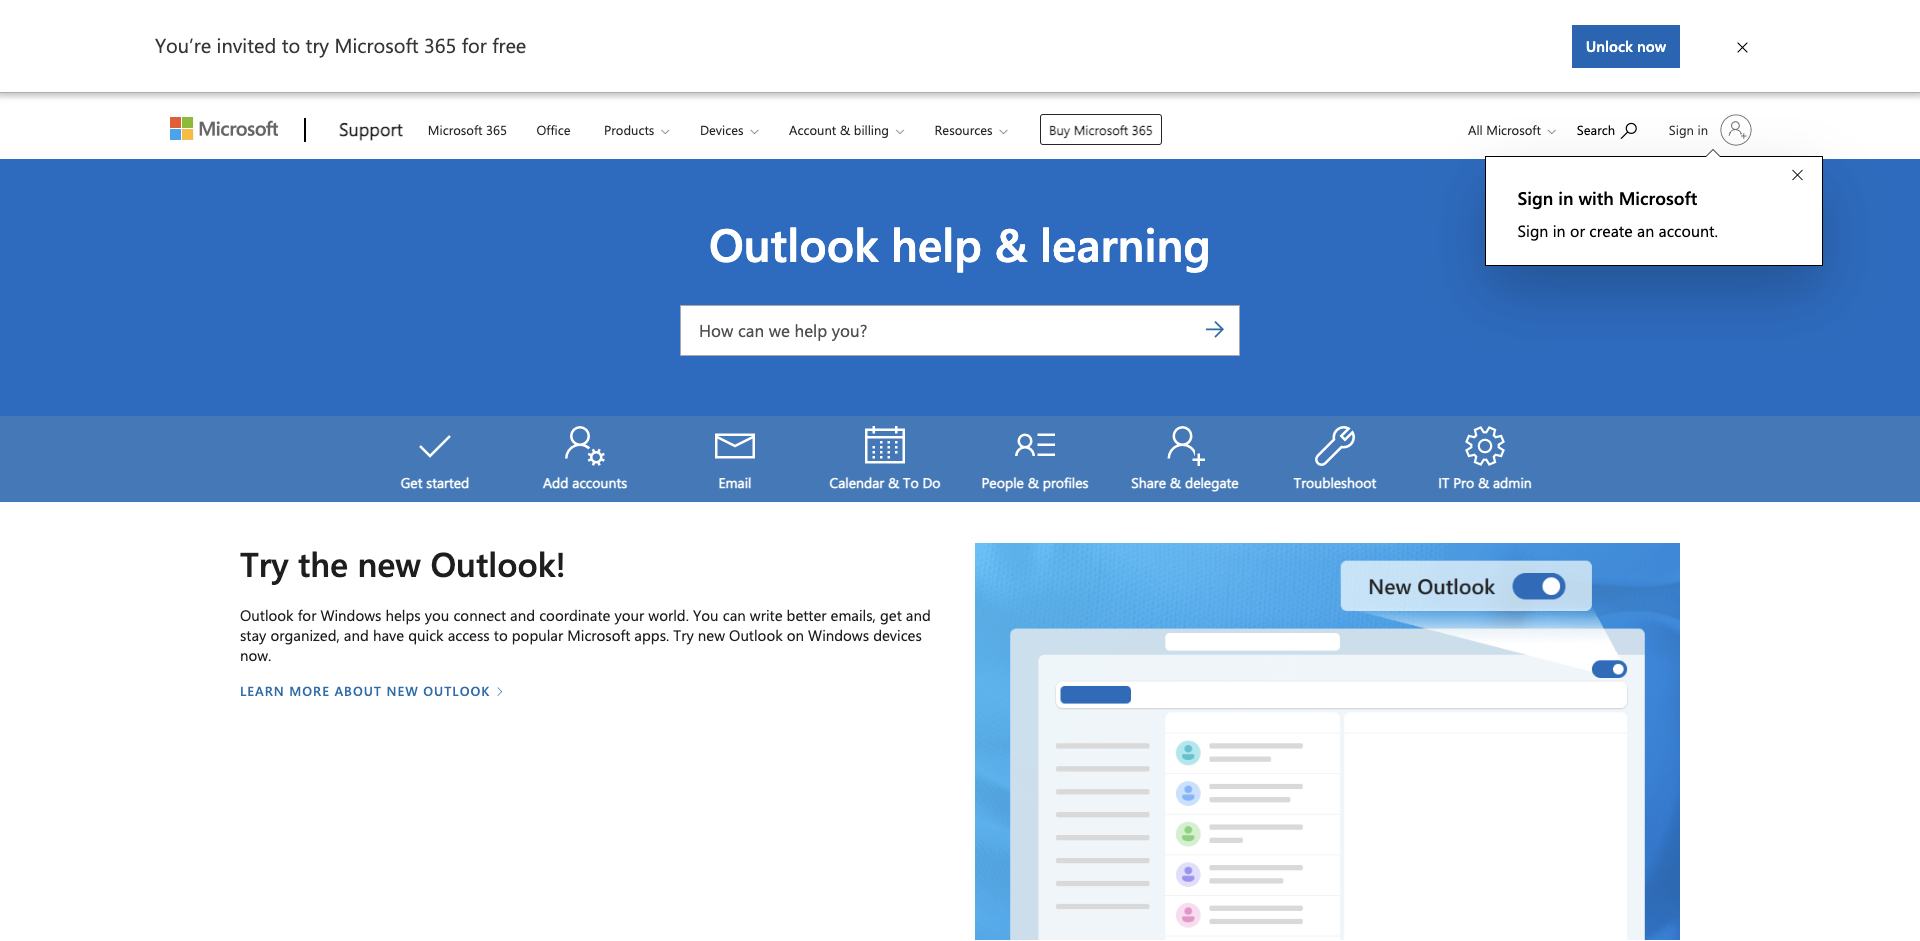 You're invited to try Microsoft 365 for free
Unlock now
Microsoft
Support
Microsoft 365
Office
Products
Devices
Account & billing
Resources
Buy Microsoft 365
All Microsoft
Search
Sign in
Sign in with Microsoft
Sign in or create an account.
Outlook help & learning
How can we help you?
Get started
Add accounts
Email
Calendar & To Do
People & profiles
Share & delegate
Troubleshoot
IT Pro & admin
Try the new Outlook!
Outlook for Windows helps you connect and coordinate your world. You can write better emails, get and
stay organized, and have quick access to popular Microsoft apps. Try new Outlook on Windows devices
now.
LEARN MORE ABOUT NEW OUTLOOK
New Outlook